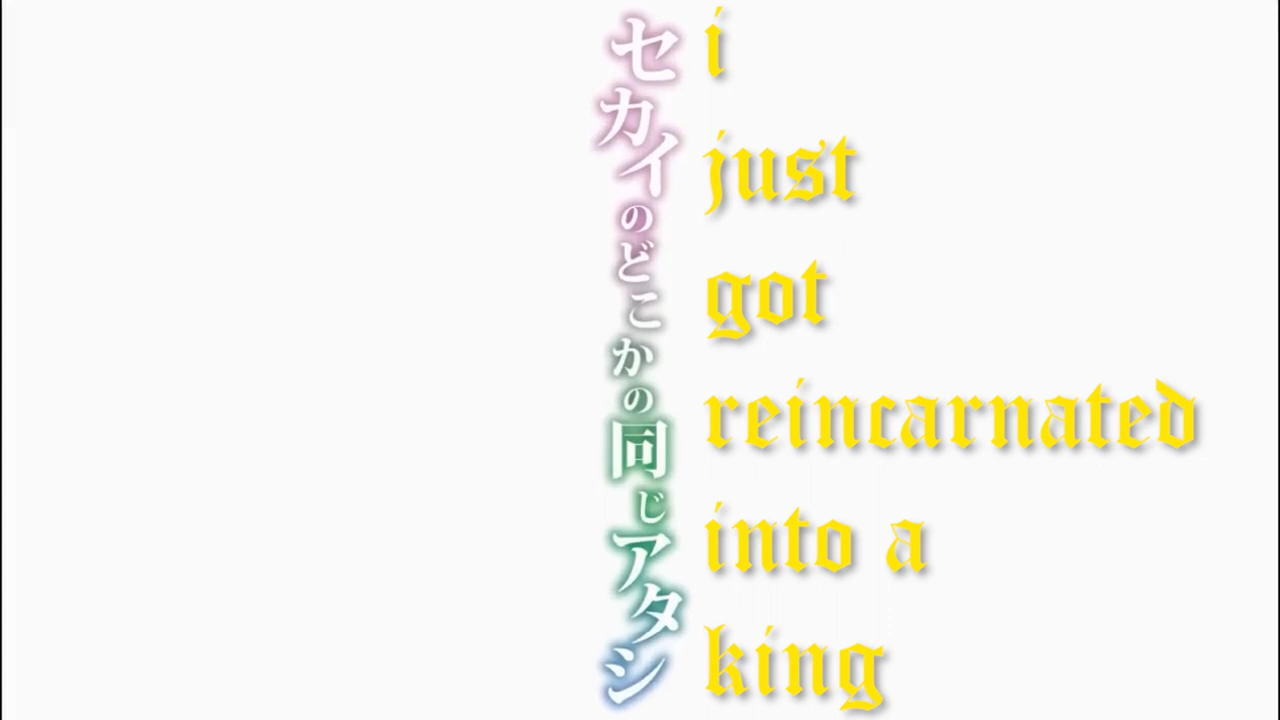 セカイのどこかの同じアタシ
i
just
got
reincarnated
into a
king